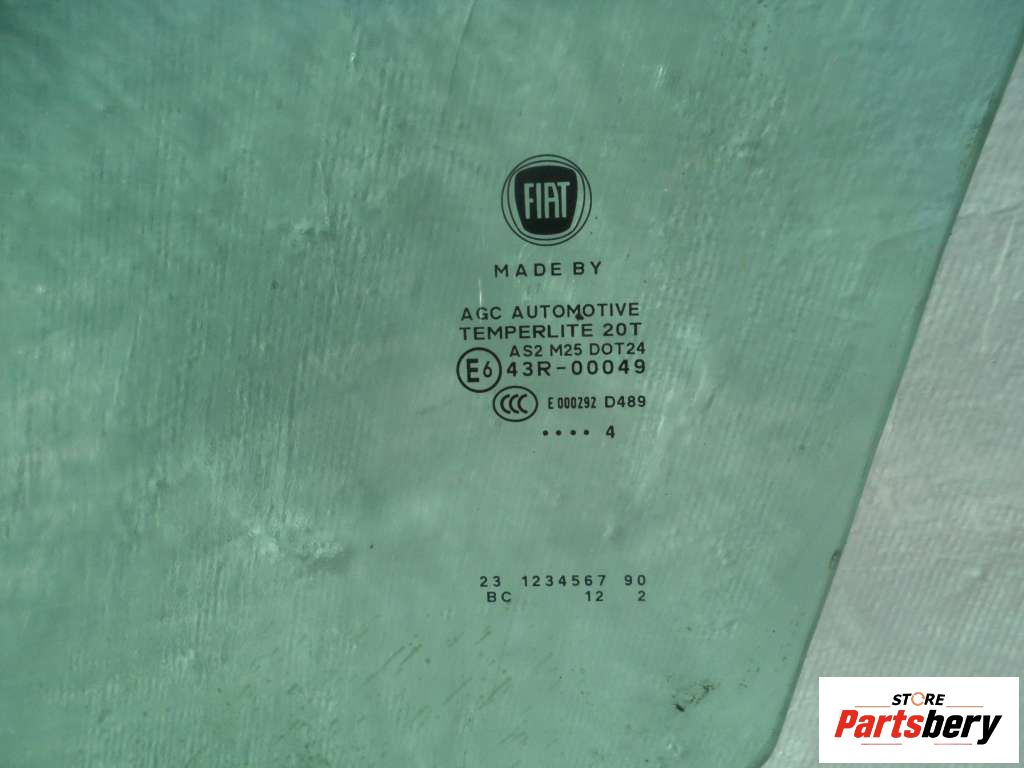 FIAT
MADE BY
AGC AUTOMOTIVE
TEMPERLITE 20T
AS2 M25 DOT24
E6 43R-00049
CCC E000292 D489
•••• 4
23 1234567 90
BC 12 2
STORE
Partsbery